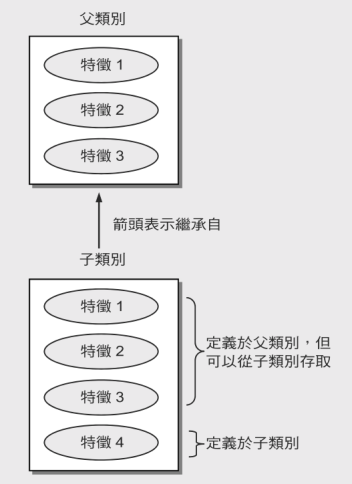 父類別
特徵 1
特徵 2
特徵 3
箭頭表示繼承自
子類別
特徵 1
特徵 2
特徵 3
定義於父類別，但
可以從子類別存取
特徵 4
定義於子類別